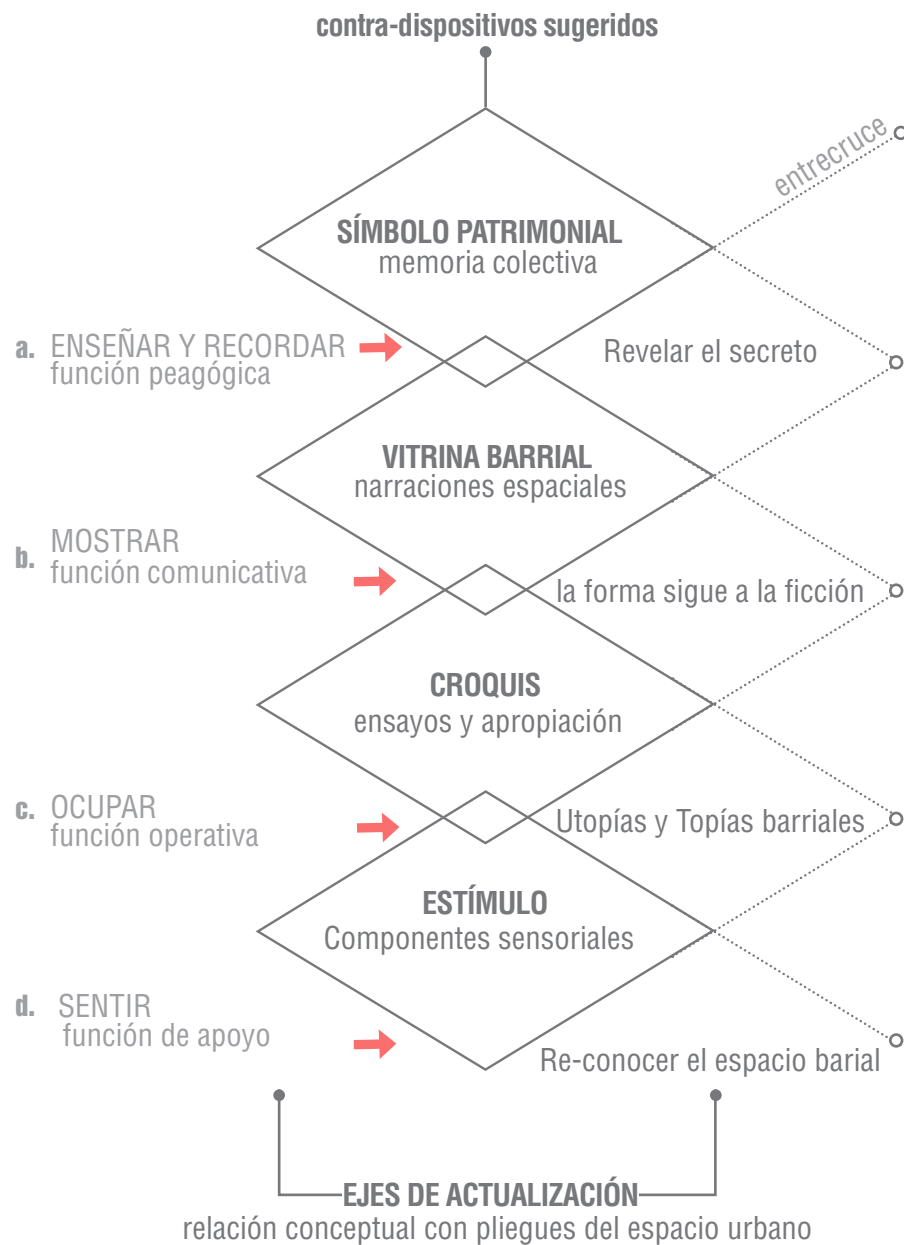 contra-dispositivos sugeridos
entrecruce
SÍMBOLO PATRIMONIAL
memoria colectiva
a. ENSEÑAR Y RECORDAR
función peagógica
Revelar el secreto
VITRINA BARRIAL
narraciones espaciales
b. MOSTRAR
función comunicativa
la forma sigue a la ficción
CROQUIS
ensayos y apropiación
c. OCUPAR
función operativa
Utopías y Topías barriales
ESTÍMULO
Componentes sensoriales
d. SENTIR
función de apoyo
Re-conocer el espacio barial
EJES DE ACTUALIZACIÓN
relación conceptual con pliegues del espacio urbano